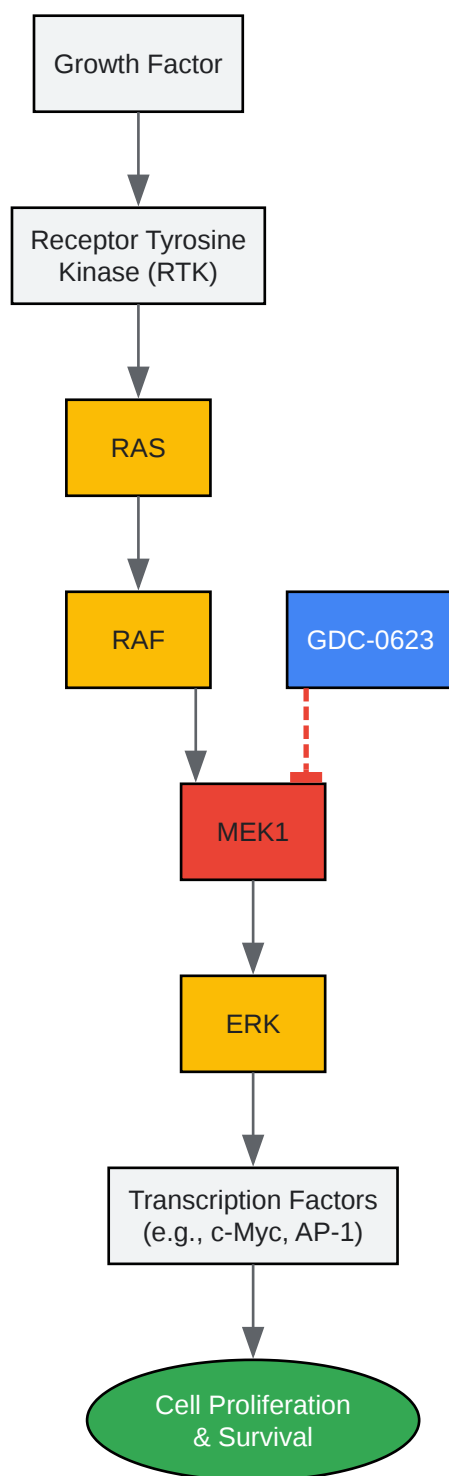 Growth Factor
Receptor Tyrosine
Kinase (RTK)
RAS
RAF
GDC-0623
MEK1
ERK
Transcription Factors
(e.g., c-Myc, AP-1)
Cell Proliferation
& Survival